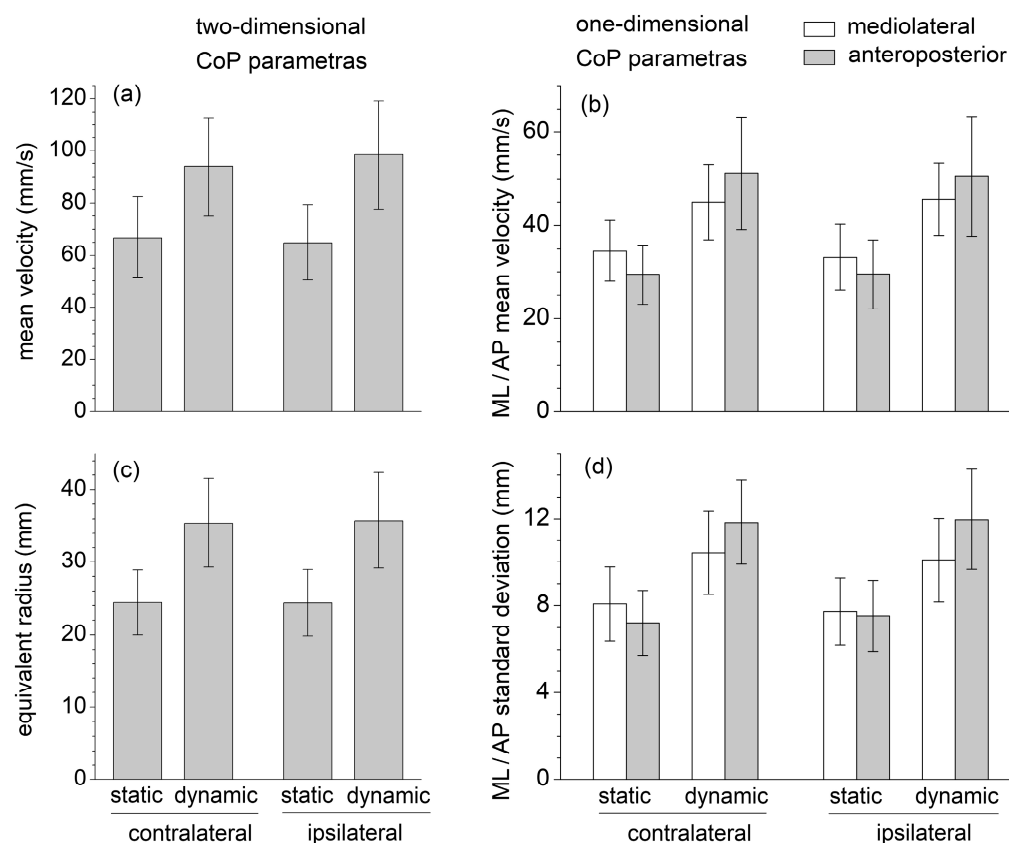 two-dimensional
CoP parametras
one-dimensional
CoP parametras
mediolateral
anteroposterior
(a)
mean velocity (mm/s)
120
100
80
60
40
20
0
(b)
ML / AP mean velocity (mm/s)
60
40
20
0
(c)
equivalent radius (mm)
40
30
20
10
0
static dynamic static dynamic
contralateral ipsilateral
(d)
ML / AP standard deviation (mm)
12
8
4
0
static dynamic static dynamic
contralateral ipsilateral